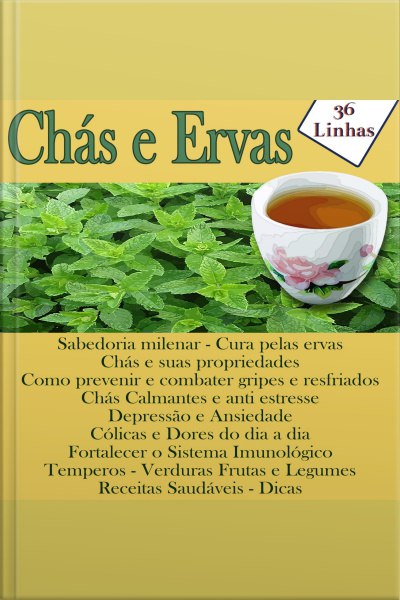 36
Linhas
Chás e Ervas
Sabedoria milenar - Cura pelas ervas
Chás e suas propriedades
Como prevenir e combater gripes e resfriados
Chás Calmantes e anti estresse
Depressão e Ansiedade
Cólicas e Dores do dia a dia
Fortalecer o Sistema Imunológico
Temperos - Verduras Frutas e Legumes
Receitas Saudáveis - Dicas